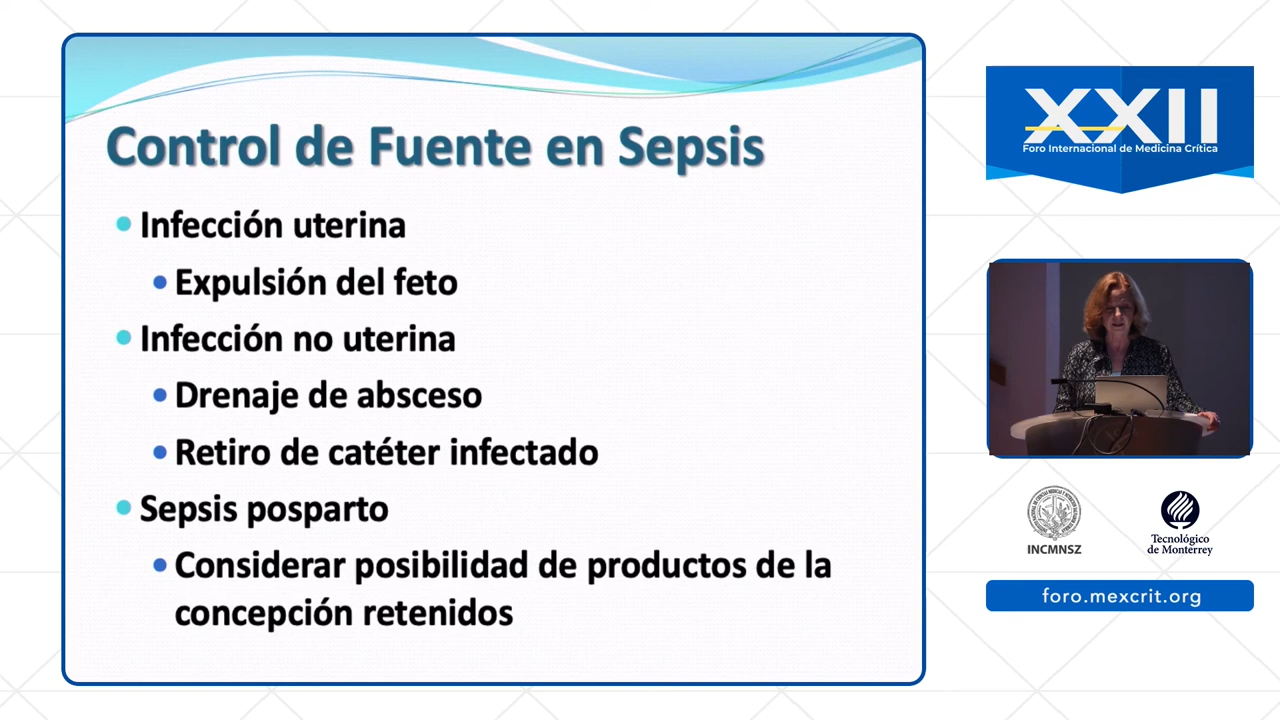 Control de Fuente en Sepsis
Infección uterina
Expulsión del feto
Infección no uterina
Drenaje de absceso
Retiro de catéter infectado
Sepsis posparto
Considerar posibilidad de productos de la
concepción retenidos
XXII
Foro Internacional de Medicina Crítica
INCMNSZ
Tecnológico
de Monterrey
foro.mexcrit.org